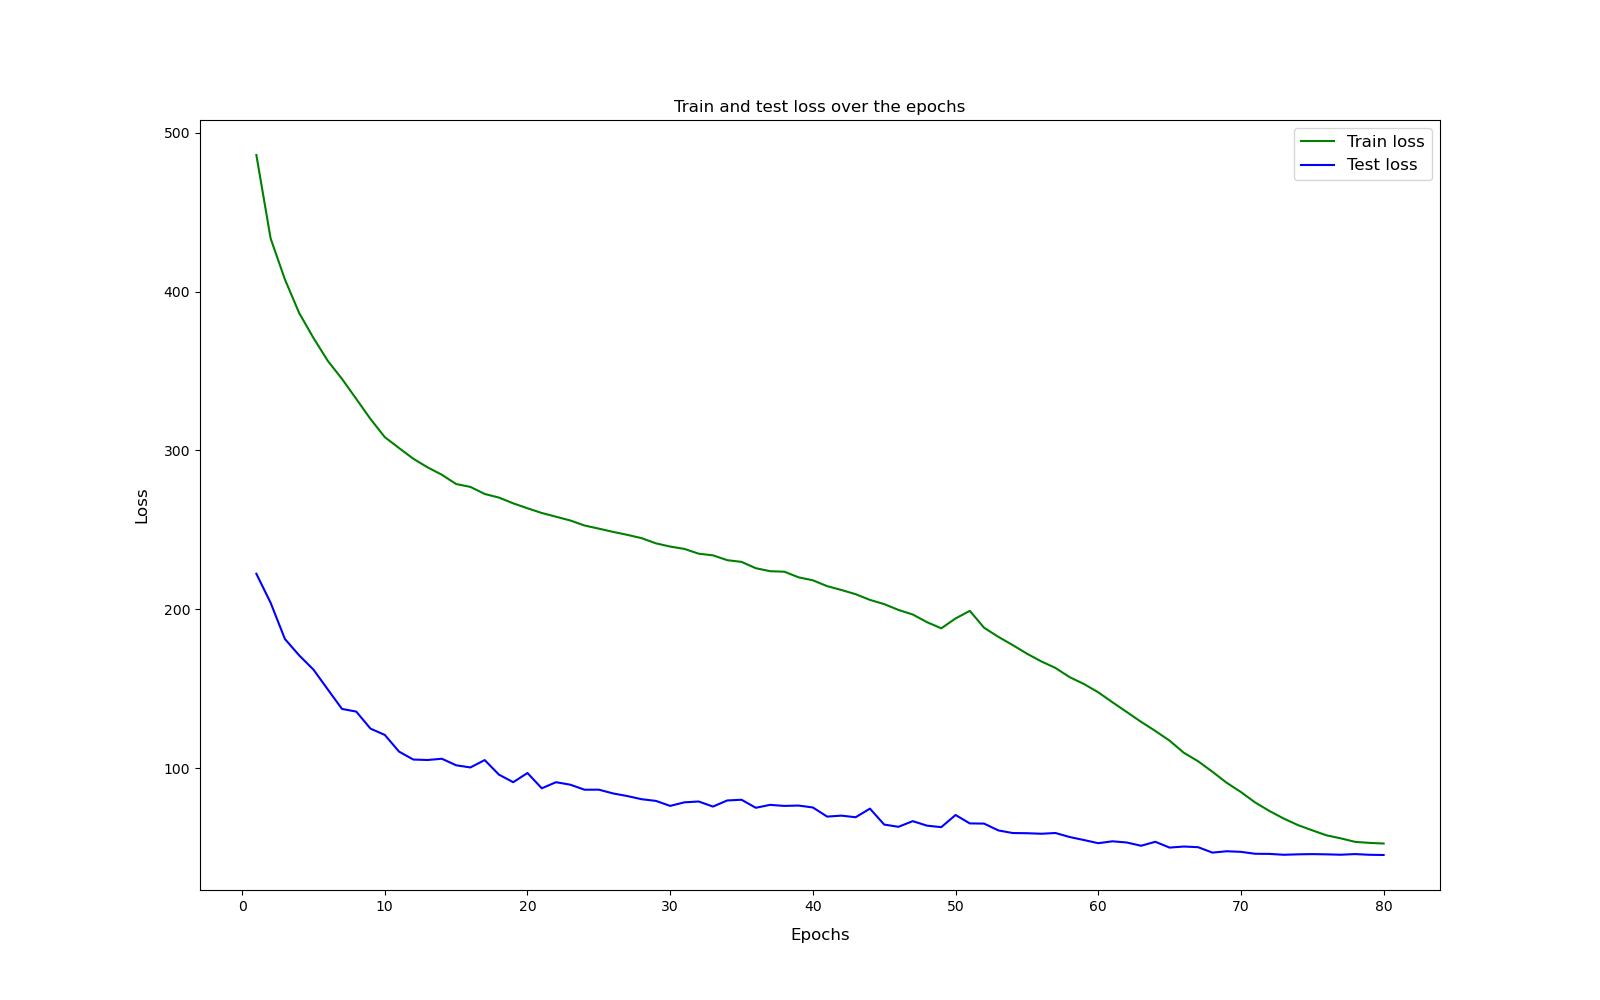 Train and test loss over the epochs
Train loss
Test loss
500
400
300
200
100
Loss
0 10 20 30 40 50 60 70 80
Epochs